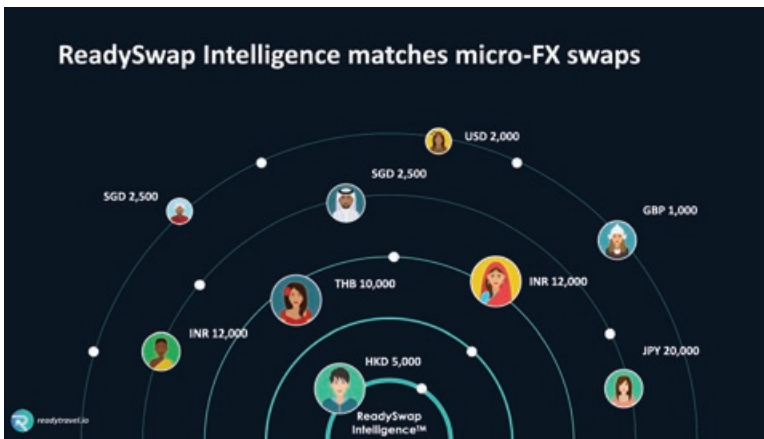 ReadySwap Intelligence matches micro-FX swaps
USD 2,000
SGD 2,500
SGD 2,500
GBP 1,000
THB 10,000
INR 12,000
INR 12,000
JPY 20,000
HKD 5,000
ReadySwap
Intelligence™
readytravel.io